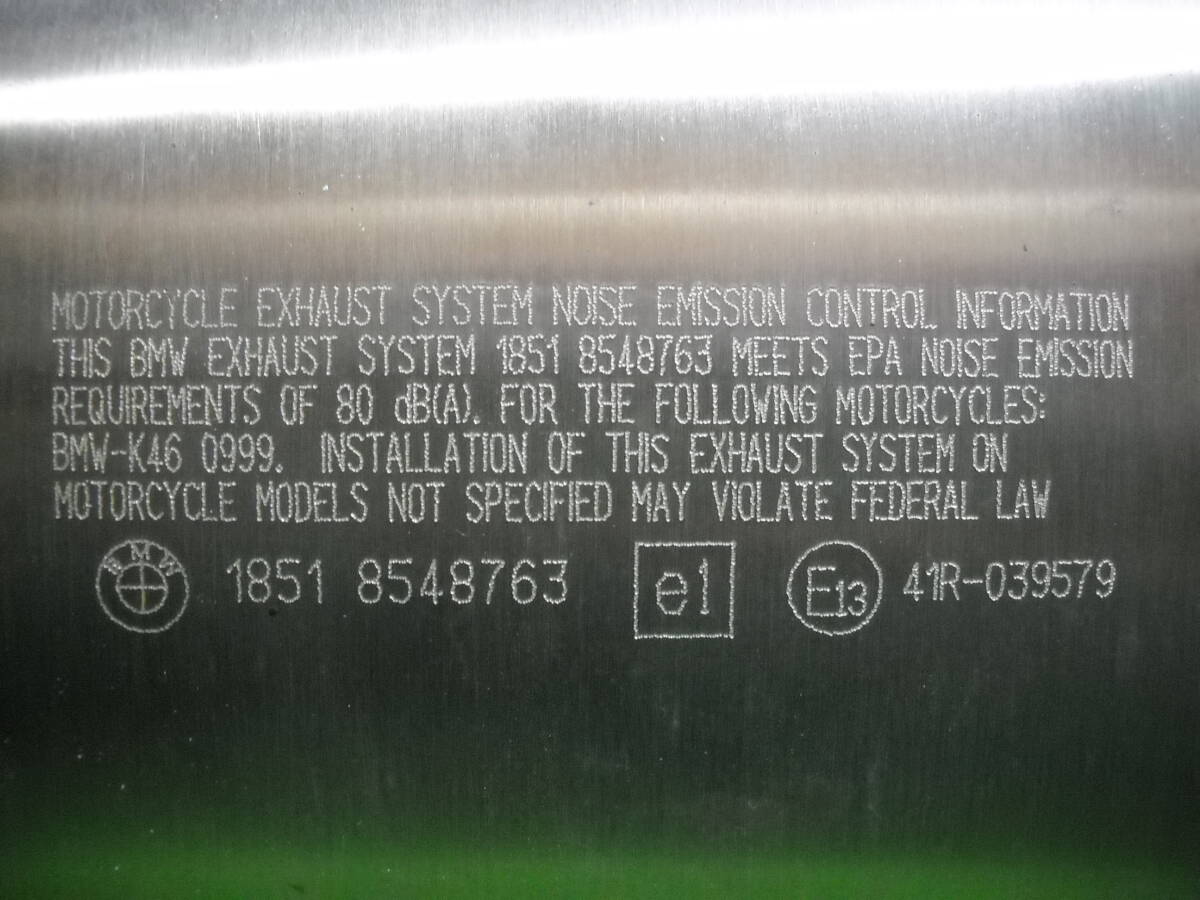 MOTORCYCLE EXHAUST SYSTEM NOISE EMISSION CONTROL INFORMATION
THIS BMW EXHAUST SYSTEM 1851 8548763 MEETS EPA NOISE EMISSION
REQUIREMENTS OF 80 dB(A). FOR THE FOLLOWING MOTORCYCLES:
BMW-K46 0999. INSTALLATION OF THIS EXHAUST SYSTEM ON
MOTORCYCLE MODELS NOT SPECIFIED MAY VIOLATE FEDERAL LAW
BMW 1851 8548763 e1 E13 41R-039579